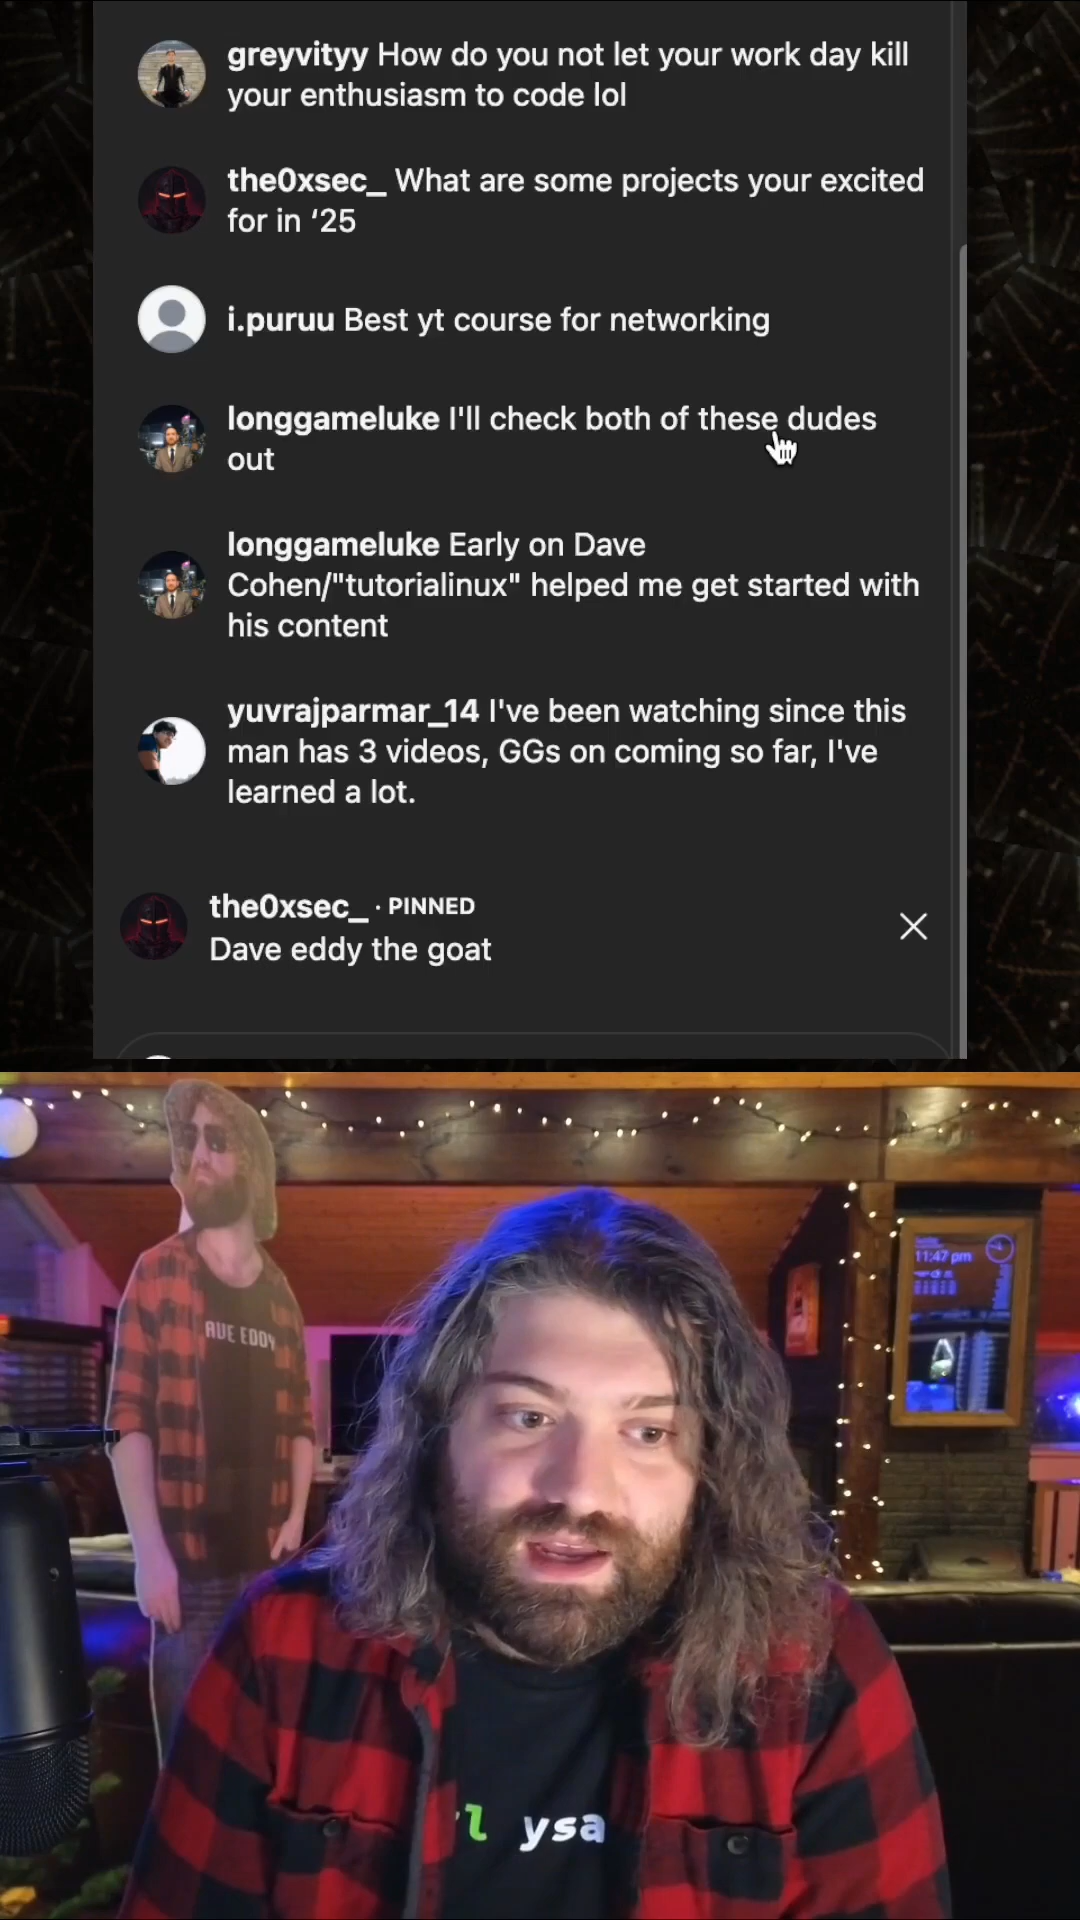 greyvityy How do you not let your work day kill
your enthusiasm to code lol
the0xsec_ What are some projects your excited
for in ‘25
i.puruu Best yt course for networking
longgameluke I'll check both of these dudes
out
longgameluke Early on Dave
Cohen/"tutorialinux" helped me get started with
his content
yuvrajparmar_14 I've been watching since this
man has 3 videos, GGs on coming so far, I've
learned a lot.
the0xsec_ · PINNED
Dave eddy the goat
11:47 pm
AVE EDDY
l ysa